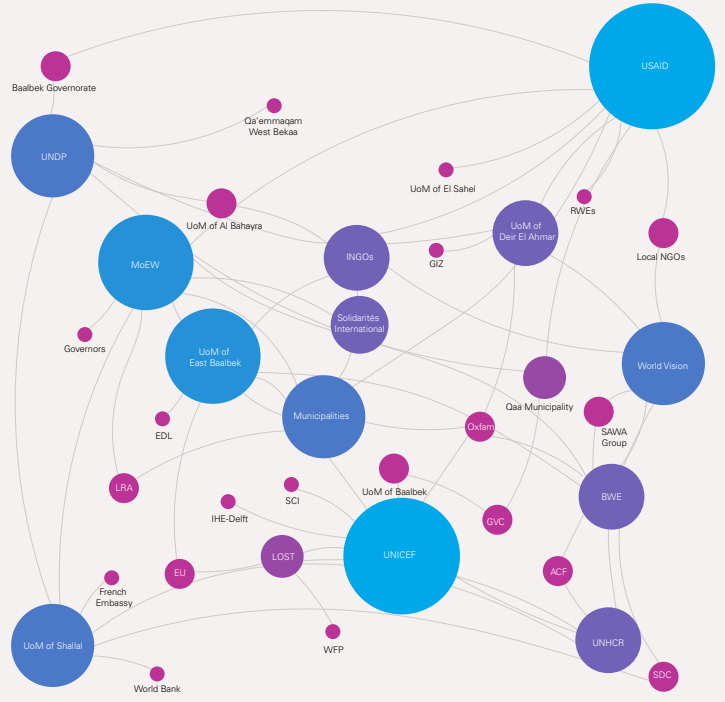 USAID
Baalbek Governorate
Qa'emmaqam
West Bekaa
UNDP
UoM of El Sahel
RWEs
UoM of Al Bahayra
UoM of
Deir El Ahmar
Local NGOs
GIZ
INGOs
MoEW
Solidarités
International
Governors
UoM of
East Baalbek
World Vision
Qaa Municipality
Municipalities
EDL
Oxfam
SAWA
Group
LRA
UoM of Baalbek
SCI
BWE
IHE-Delft
GVC
UNICEF
LOST
EU
ACF
French
Embassy
WFP
UoM of Shallal
UNHCR
SDC
World Bank